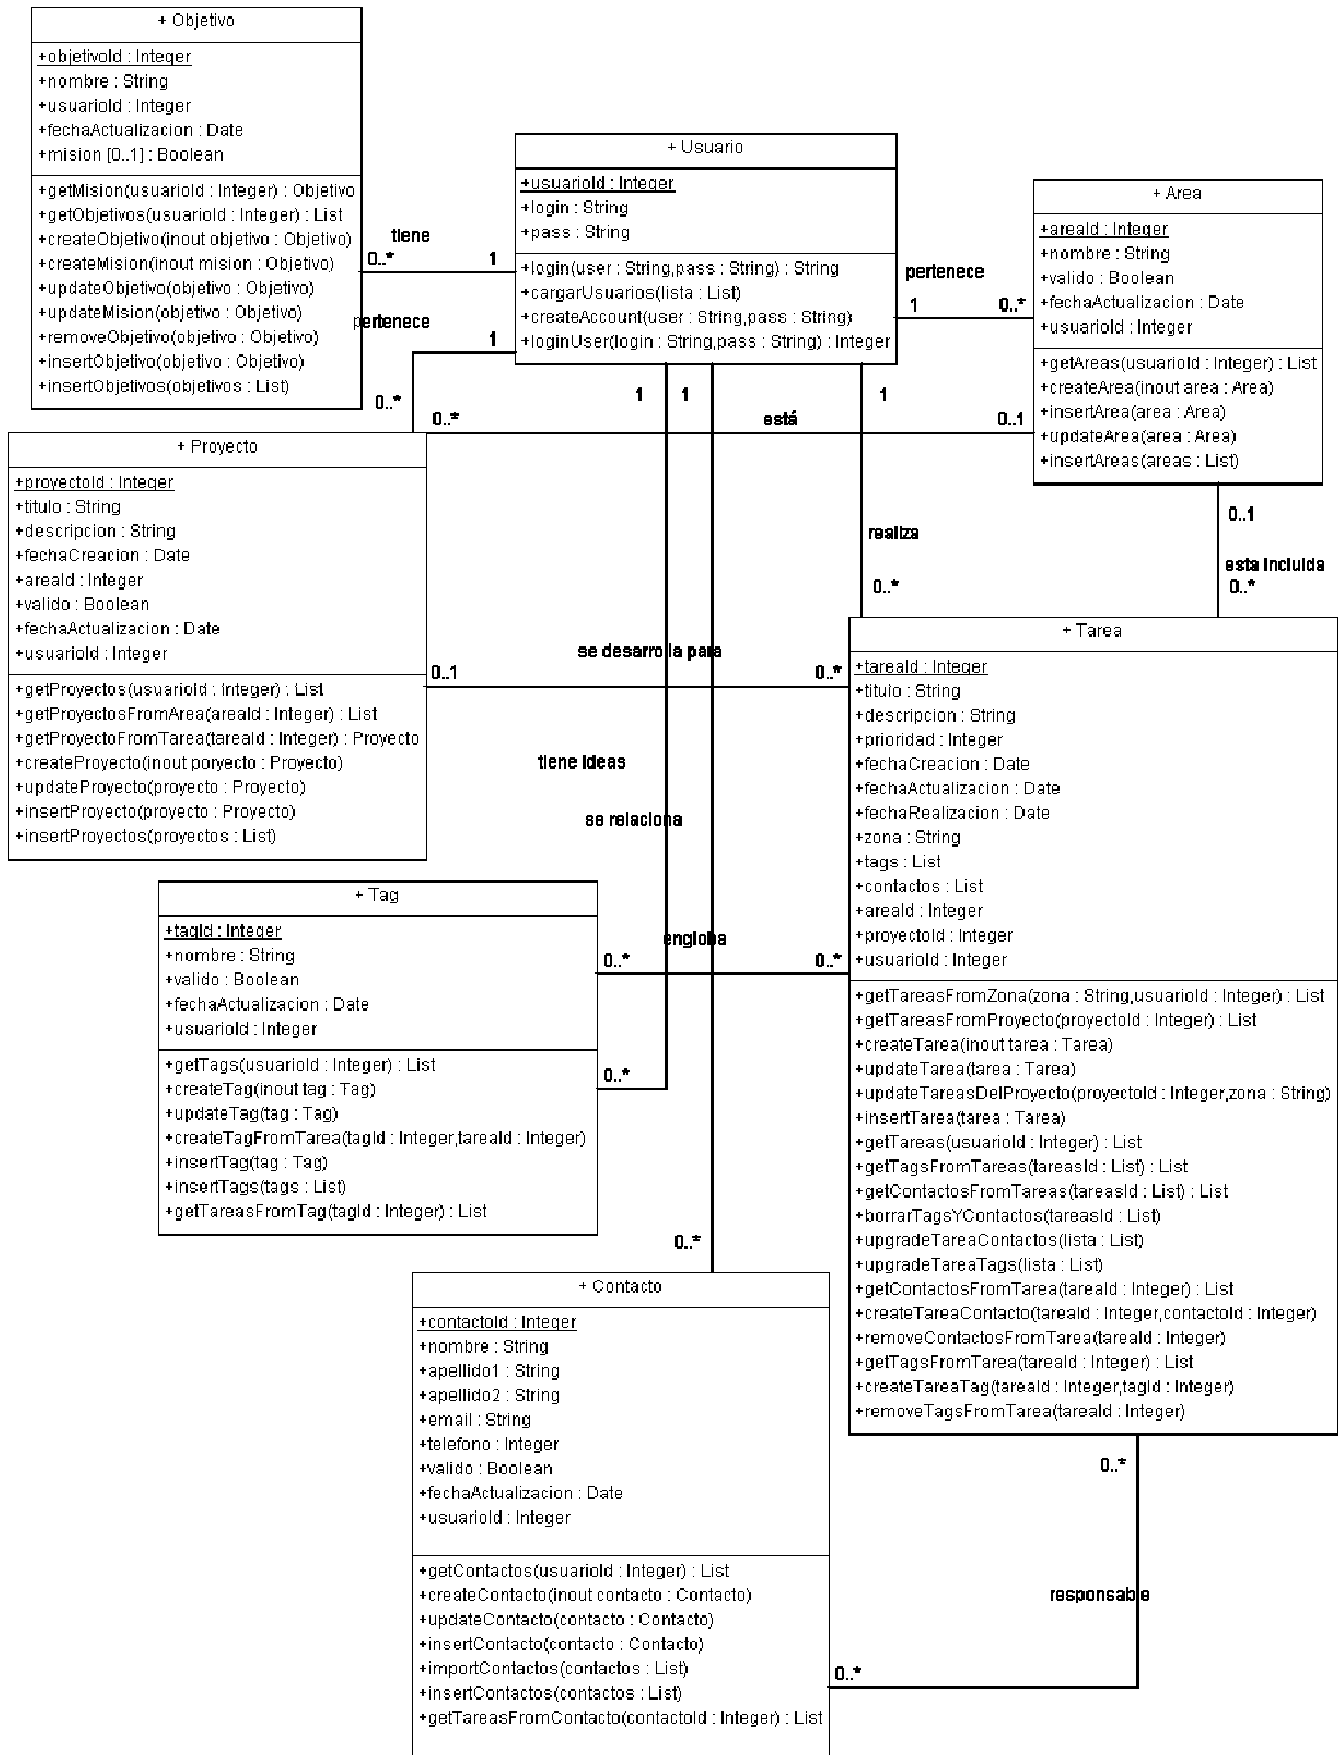 + Objetivo
+objetivoId : Integer
+nombre : String
+usuarioId : Integer
+fechaActualizacion : Date
+mision [0..1] : Boolean
+getMision(usuarioId : Integer) : Objetivo
+getObjetivos(usuarioId : Integer) : List
+createObjetivo(inout objetivo : Objetivo)
+createMision(inout mision : Objetivo)
+updateObjetivo(objetivo : Objetivo)
+updateMision(objetivo : Objetivo)
+removeObjetivo(objetivo : Objetivo)
+insertObjetivo(objetivo : Objetivo)
+insertObjetivos(objetivos : List)
tiene
0..*
1
pertenece
1
0..*
+ Usuario
+usuarioId : Integer
+login : String
+pass : String
+login(user : String,pass : String) : String
+cargarUsuarios(lista : List)
+createAccount(user : String,pass : String)
+loginUser(login : String,pass : String) : Integer
pertenece
1
0..*
+ Area
+areaId : Integer
+nombre : String
+valido : Boolean
+fechaActualizacion : Date
+usuarioId : Integer
+getAreas(usuarioId : Integer) : List
+createArea(inout area : Area)
+insertArea(area : Area)
+updateArea(area : Area)
+insertAreas(areas : List)
1
1
1
0..*
está
0..1
+ Proyecto
+proyectoId : Integer
+titulo : String
+descripcion : String
+fechaCreacion : Date
+areaId : Integer
+valido : Boolean
+fechaActualizacion : Date
+usuarioId : Integer
+getProyectos(usuarioId : Integer) : List
+getProyectosFromArea(areaId : Integer) : List
+getProyectoFromTarea(tareaId : Integer) : Proyecto
+createProyecto(inout poryecto : Proyecto)
+updateProyecto(proyecto : Proyecto)
+insertProyecto(proyecto : Proyecto)
+insertProyectos(proyectos : List)
realiza
0..*
0..1
esta incluida
0..*
se desarrolla para
0..1
0..*
tiene ideas
se relaciona
+ Tarea
+tareaId : Integer
+titulo : String
+descripcion : String
+prioridad : Integer
+fechaCreacion : Date
+fechaActualizacion : Date
+fechaRealizacion : Date
+zona : String
+tags : List
+contactos : List
+areaId : Integer
+proyectoId : Integer
+usuarioId : Integer
+getTareasFromZona(zona : String,usuarioId : Integer) : List
+getTareasFromProyecto(proyectoId : Integer) : List
+createTarea(inout tarea : Tarea)
+updateTarea(tarea : Tarea)
+updateTareasDelProyecto(proyectoId : Integer,zona : String)
+insertTarea(tarea : Tarea)
+getTareas(usuarioId : Integer) : List
+getTagsFromTareas(tareasId : List) : List
+getContactosFromTareas(tareasId : List) : List
+borrarTagsYContactos(tareasId : List)
+upgradeTareaContactos(lista : List)
+upgradeTareaTags(lista : List)
+getContactosFromTarea(tareaId : Integer) : List
+createTareaContacto(tareaId : Integer,contactoId : Integer)
+removeContactosFromTarea(tareaId : Integer)
+getTagsFromTarea(tareaId : Integer) : List
+createTareaTag(tareaId : Integer,tagId : Integer)
+removeTagsFromTarea(tareaId : Integer)
+ Tag
+tagId : Integer
+nombre : String
+valido : Boolean
+fechaActualizacion : Date
+usuarioId : Integer
+getTags(usuarioId : Integer) : List
+createTag(inout tag : Tag)
+updateTag(tag : Tag)
+createTagFromTarea(tagId : Integer,tareaId : Integer)
+insertTag(tag : Tag)
+insertTags(tags : List)
+getTareasFromTag(tagId : Integer) : List
engloba
0..*
0..*
0..*
0..*
+ Contacto
+contactoId : Integer
+nombre : String
+apellido1 : String
+apellido2 : String
+email : String
+telefono : Integer
+valido : Boolean
+fechaActualizacion : Date
+usuarioId : Integer
+getContactos(usuarioId : Integer) : List
+createContacto(inout contacto : Contacto)
+updateContacto(contacto : Contacto)
+insertContacto(contacto : Contacto)
+importContactos(contactos : List)
+insertContactos(contactos : List)
+getTareasFromContacto(contactoId : Integer) : List
0..*
responsable
0..*